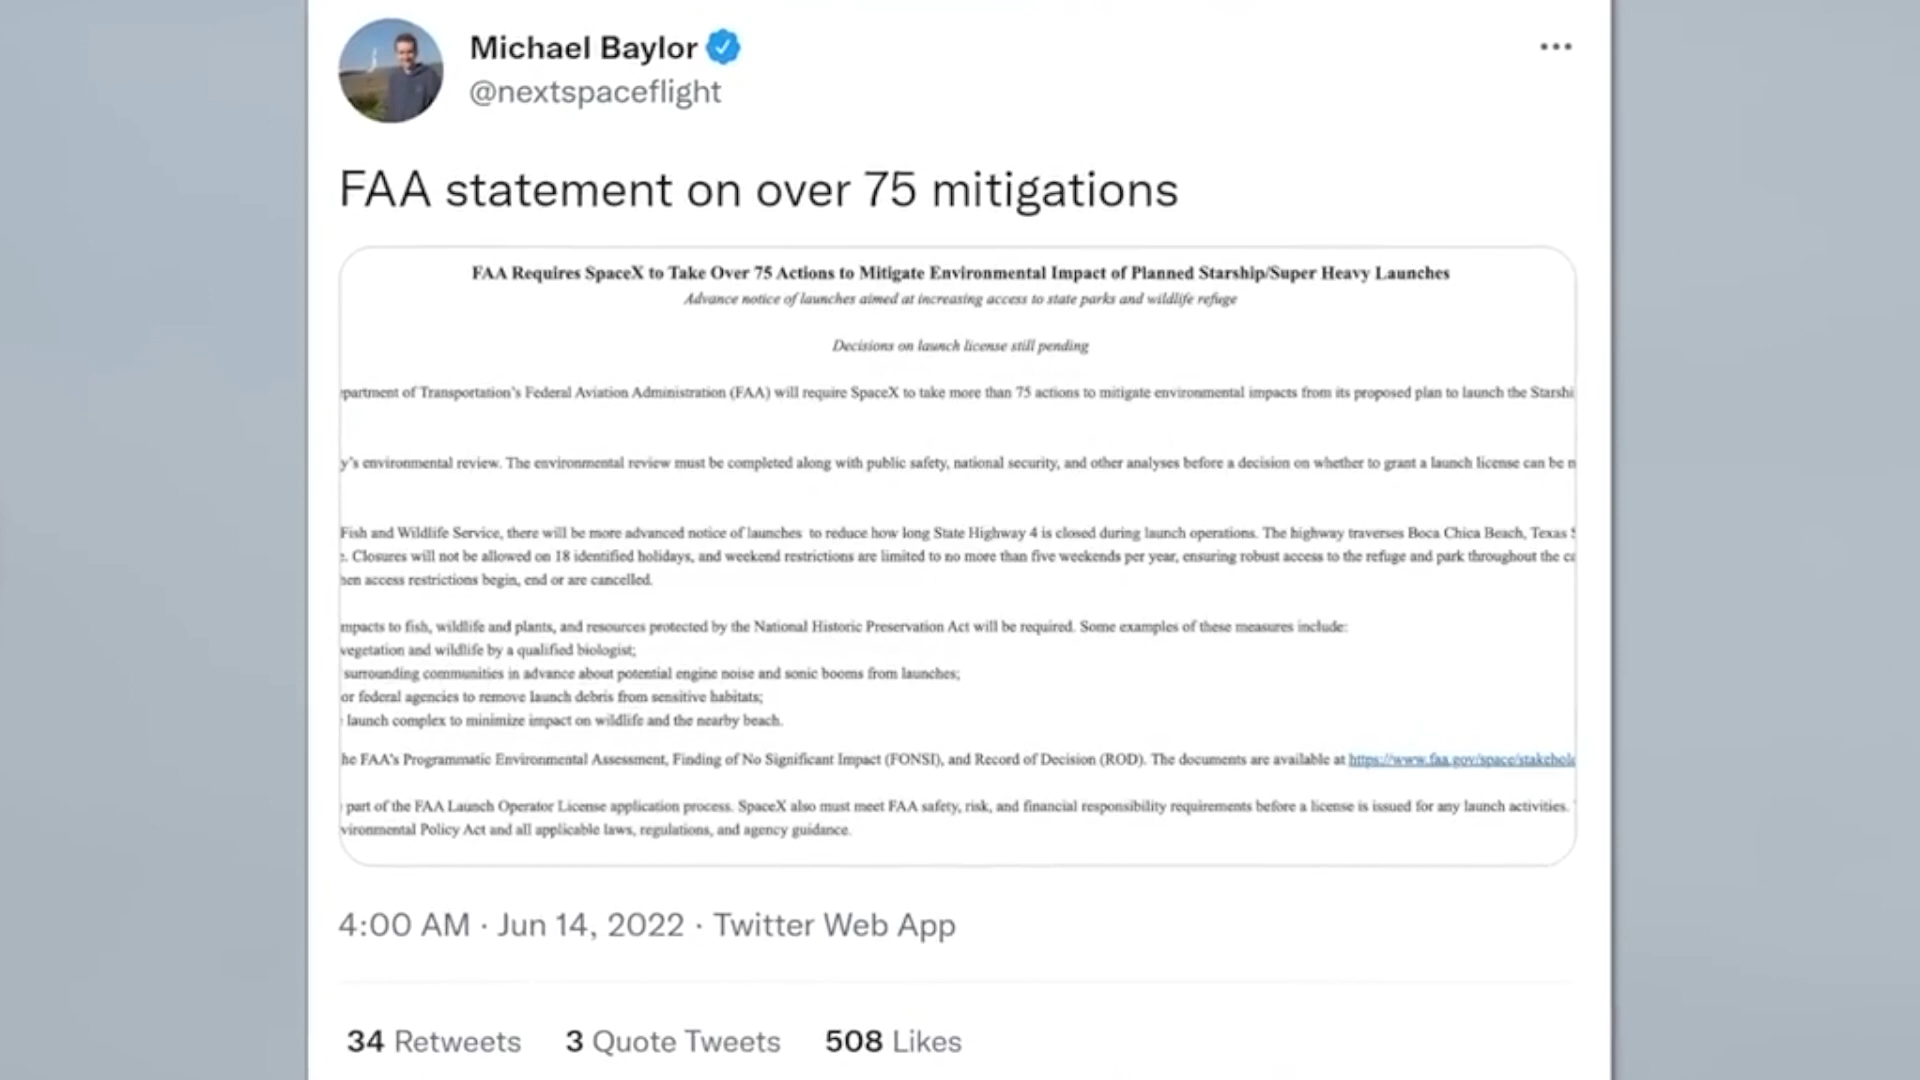 Michael Baylor
@nextspaceflight
FAA statement on over 75 mitigations
FAA Requires SpaceX to Take Over 75 Actions to Mitigate Environmental Impact of Planned Starship/Super Heavy Launches
Advance notice of launches aimed at increasing access to state parks and wildlife refuge
Decisions on launch license still pending
partment of Transportation's Federal Aviation Administration (FAA) will require SpaceX to take more than 75 actions to mitigate environmental impacts from its proposed plan to launch the Starshi
y's environmental review. The environmental review must be completed along with public safety, national security, and other analyses before a decision on whether to grant a launch license can be
Fish and Wildlife Service, there will be more advanced notice of launches to reduce how long State Highway 4 is closed during launch operations. The highway traverses Boca Chica Beach, Texas
. Closures will not be allowed on 18 identified holidays, and weekend restrictions are limited to no more than five weekends per year, ensuring robust access to the refuge and park throughout the
hen access restrictions begin, end or are cancelled.
mpacts to fish, wildlife and plants, and resources protected by the National Historic Preservation Act will be required. Some examples of these measures include:
vegetation and wildlife by a qualified biologist;
surrounding communities in advance about potential engine noise and sonic booms from launches;
or federal agencies to remove launch debris from sensitive habitats;
launch complex to minimize impact on wildlife and the nearby beach.
he FAA's Programmatic Environmental Assessment, Finding of No Significant Impact (FONSI), and Record of Decision (ROD). The documents are available at https://www.faa.gov/space/stakehole
part of the FAA Launch Operator License application process. SpaceX also must meet FAA safety, risk, and financial responsibility requirements before a license is issued for any launch activities.
vironmental Policy Act and all applicable laws, regulations, and agency guidance.
4:00 AM · Jun 14, 2022 · Twitter Web App
34 Retweets 3 Quote Tweets 508 Likes